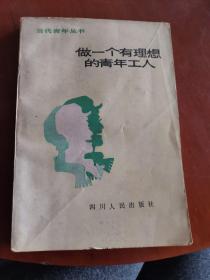 当代青年丛书
做一个有理想
的青年工人
四川人民出版社